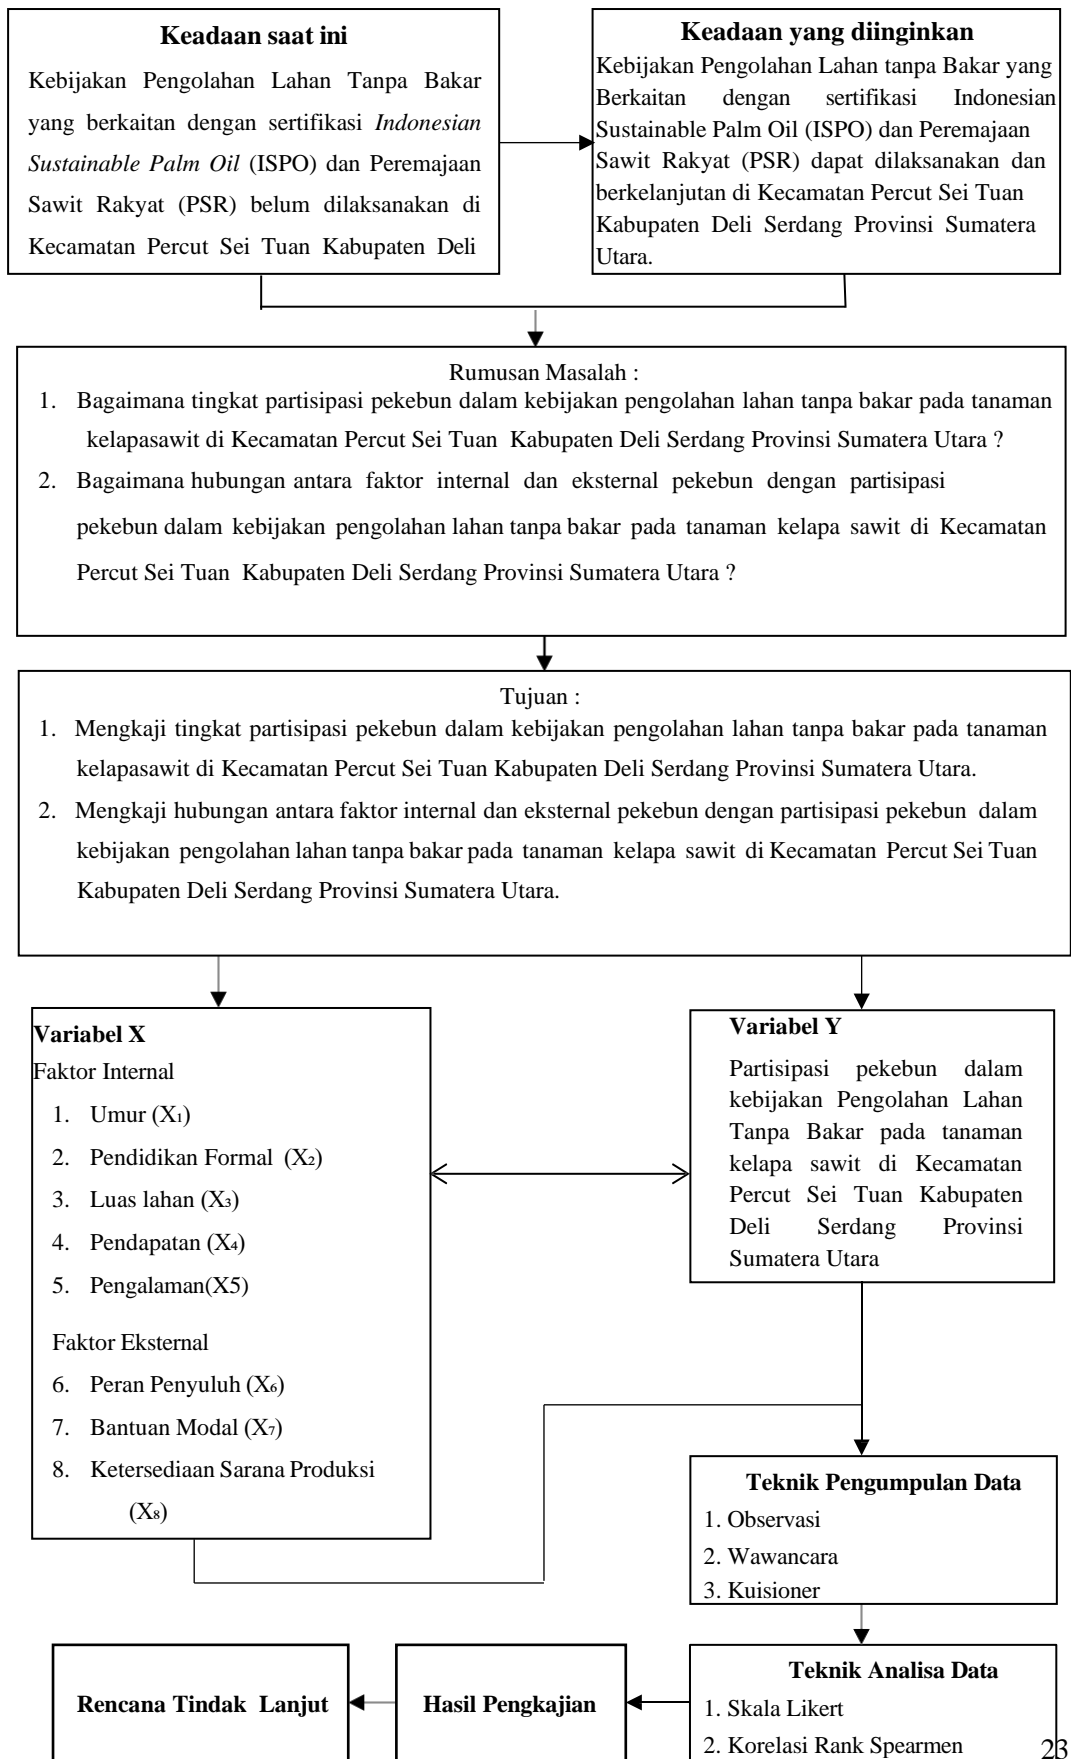 Keadaan saat ini
Kebijakan Pengolahan Lahan Tanpa Bakar
yang berkaitan dengan sertifikasi Indonesian
Sustainable Palm Oil (ISPO) dan Peremajaan
Sawit Rakyat (PSR) belum dilaksanakan di
Kecamatan Percut Sei Tuan Kabupaten Deli
Keadaan yang diinginkan
Kebijakan Pengolahan Lahan tanpa Bakar yang
Berkaitan dengan sertifikasi Indonesian
Sustainable Palm Oil (ISPO) dan Peremajaan
Sawit Rakyat (PSR) dapat dilaksanakan dan
berkelanjutan di Kecamatan Percut Sei Tuan
Kabupaten Deli Serdang Provinsi Sumatera
Utara.
Rumusan Masalah :
1. Bagaimana tingkat partisipasi pekebun dalam kebijakan pengolahan lahan tanpa bakar pada tanaman
kelapasawit di Kecamatan Percut Sei Tuan Kabupaten Deli Serdang Provinsi Sumatera Utara ?
2. Bagaimana hubungan antara faktor internal dan eksternal pekebun dengan partisipasi
pekebun dalam kebijakan pengolahan lahan tanpa bakar pada tanaman kelapa sawit di Kecamatan
Percut Sei Tuan Kabupaten Deli Serdang Provinsi Sumatera Utara ?
Tujuan :
1. Mengkaji tingkat partisipasi pekebun dalam kebijakan pengolahan lahan tanpa bakar pada tanaman
kelapasawit di Kecamatan Percut Sei Tuan Kabupaten Deli Serdang Provinsi Sumatera Utara.
2. Mengkaji hubungan antara faktor internal dan eksternal pekebun dengan partisipasi pekebun dalam
kebijakan pengolahan lahan tanpa bakar pada tanaman kelapa sawit di Kecamatan Percut Sei Tuan
Kabupaten Deli Serdang Provinsi Sumatera Utara.
Variabel X
Faktor Internal
1. Umur (X₁)
2. Pendidikan Formal (X₂)
3. Luas lahan (X₃)
4. Pendapatan (X₄)
5. Pengalaman(X5)
Faktor Eksternal
6. Peran Penyuluh (X₆)
7. Bantuan Modal (X₇)
8. Ketersediaan Sarana Produksi
(X₈)
Variabel Y
Partisipasi pekebun dalam
kebijakan Pengolahan Lahan
Tanpa Bakar pada tanaman
kelapa sawit di Kecamatan
Percut Sei Tuan Kabupaten
Deli Serdang Provinsi
Sumatera Utara
Teknik Pengumpulan Data
1. Observasi
2. Wawancara
3. Kuisioner
Teknik Analisa Data
1. Skala Likert
2. Korelasi Rank Spearmen
Hasil Pengkajian
Rencana Tindak Lanjut
23